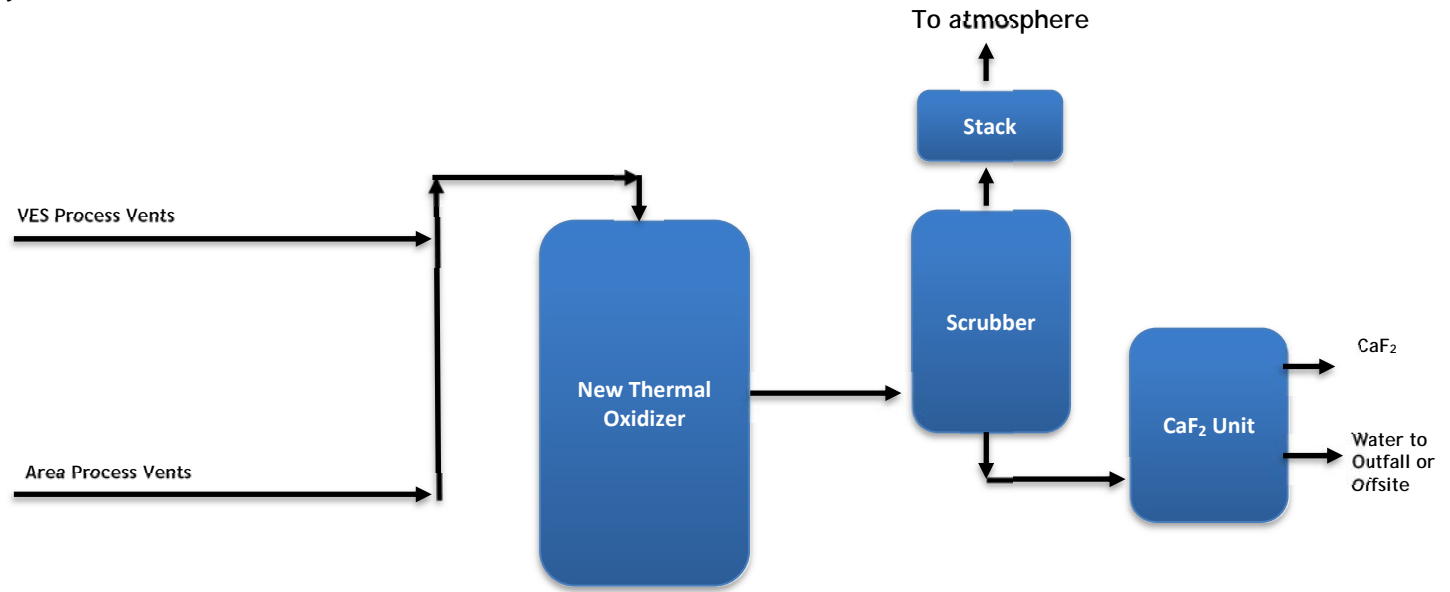 To atmosphere
Stack
VES Process Vents
Scrubber
New Thermal
Oxidizer
CaF₂
CaF₂ Unit
Water to
Outfall or
Offsite
Area Process Vents